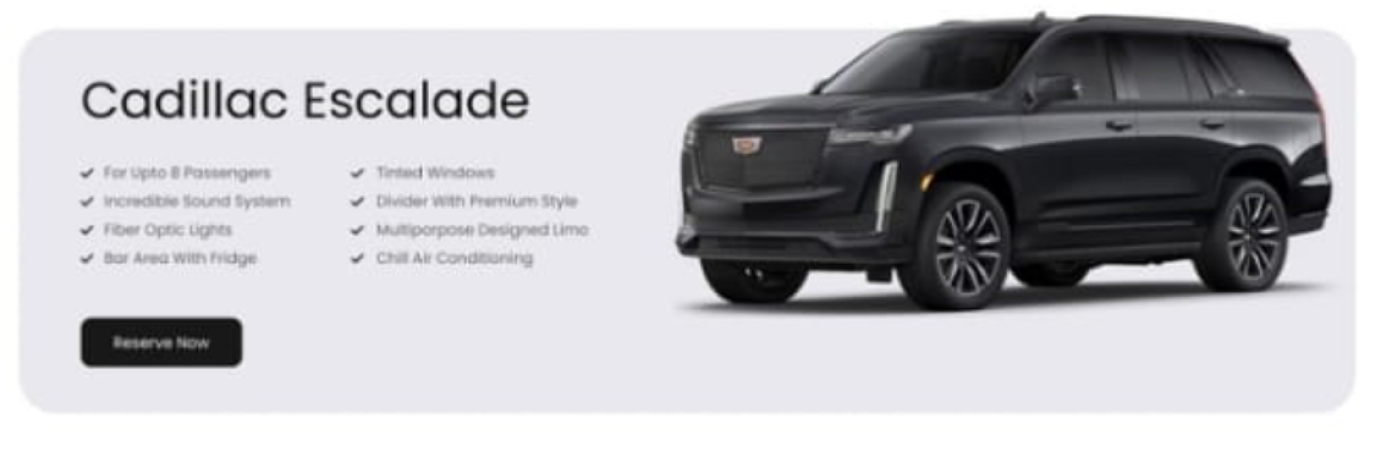 Cadillac Escalade
For Upto 8 Passengers
Incredible Sound System
Fiber Optic Lights
Bar Area With Fridge
Tinted Windows
Divider With Premium Style
Multiporpose Designed Limo
Chill Air Conditioning
Reserve Now